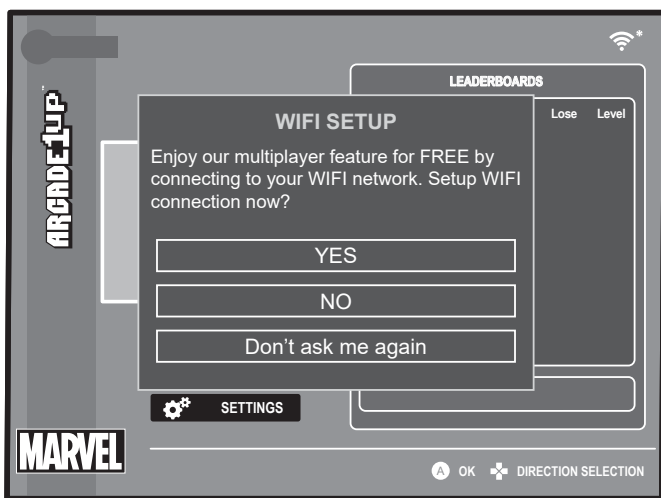 ARCADE1UP
LEADERBOARDS
Lose Level
WIFI SETUP
Enjoy our multiplayer feature for FREE by
connecting to your WIFI network. Setup WIFI
connection now?
YES
NO
Don't ask me again
SETTINGS
MARVEL
A OK DIRECTION SELECTION